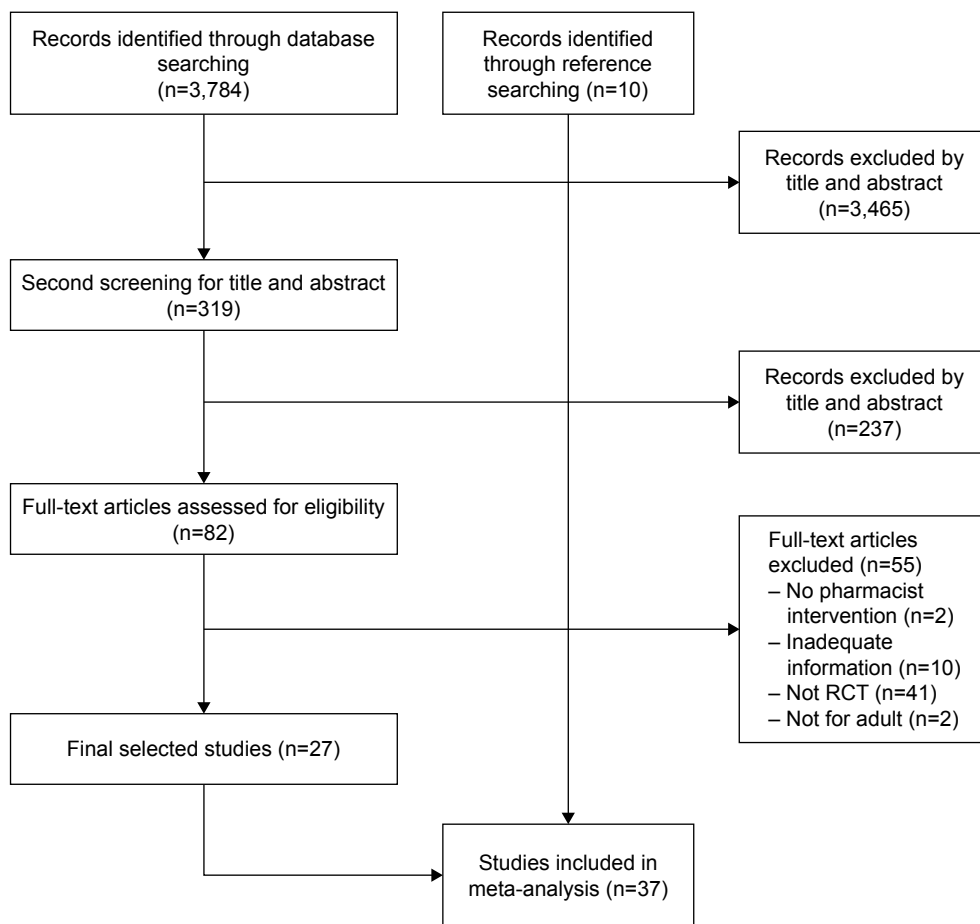 Records identified through database
searching
(n=3,784)
Records identified
through reference
searching (n=10)
Records excluded by
title and abstract
(n=3,465)
Second screening for title and abstract
(n=319)
Records excluded by
title and abstract
(n=237)
Full-text articles assessed for eligibility
(n=82)
Full-text articles
excluded (n=55)
– No pharmacist
intervention (n=2)
– Inadequate
information (n=10)
– Not RCT (n=41)
– Not for adult (n=2)
Final selected studies (n=27)
Studies included in
meta-analysis (n=37)